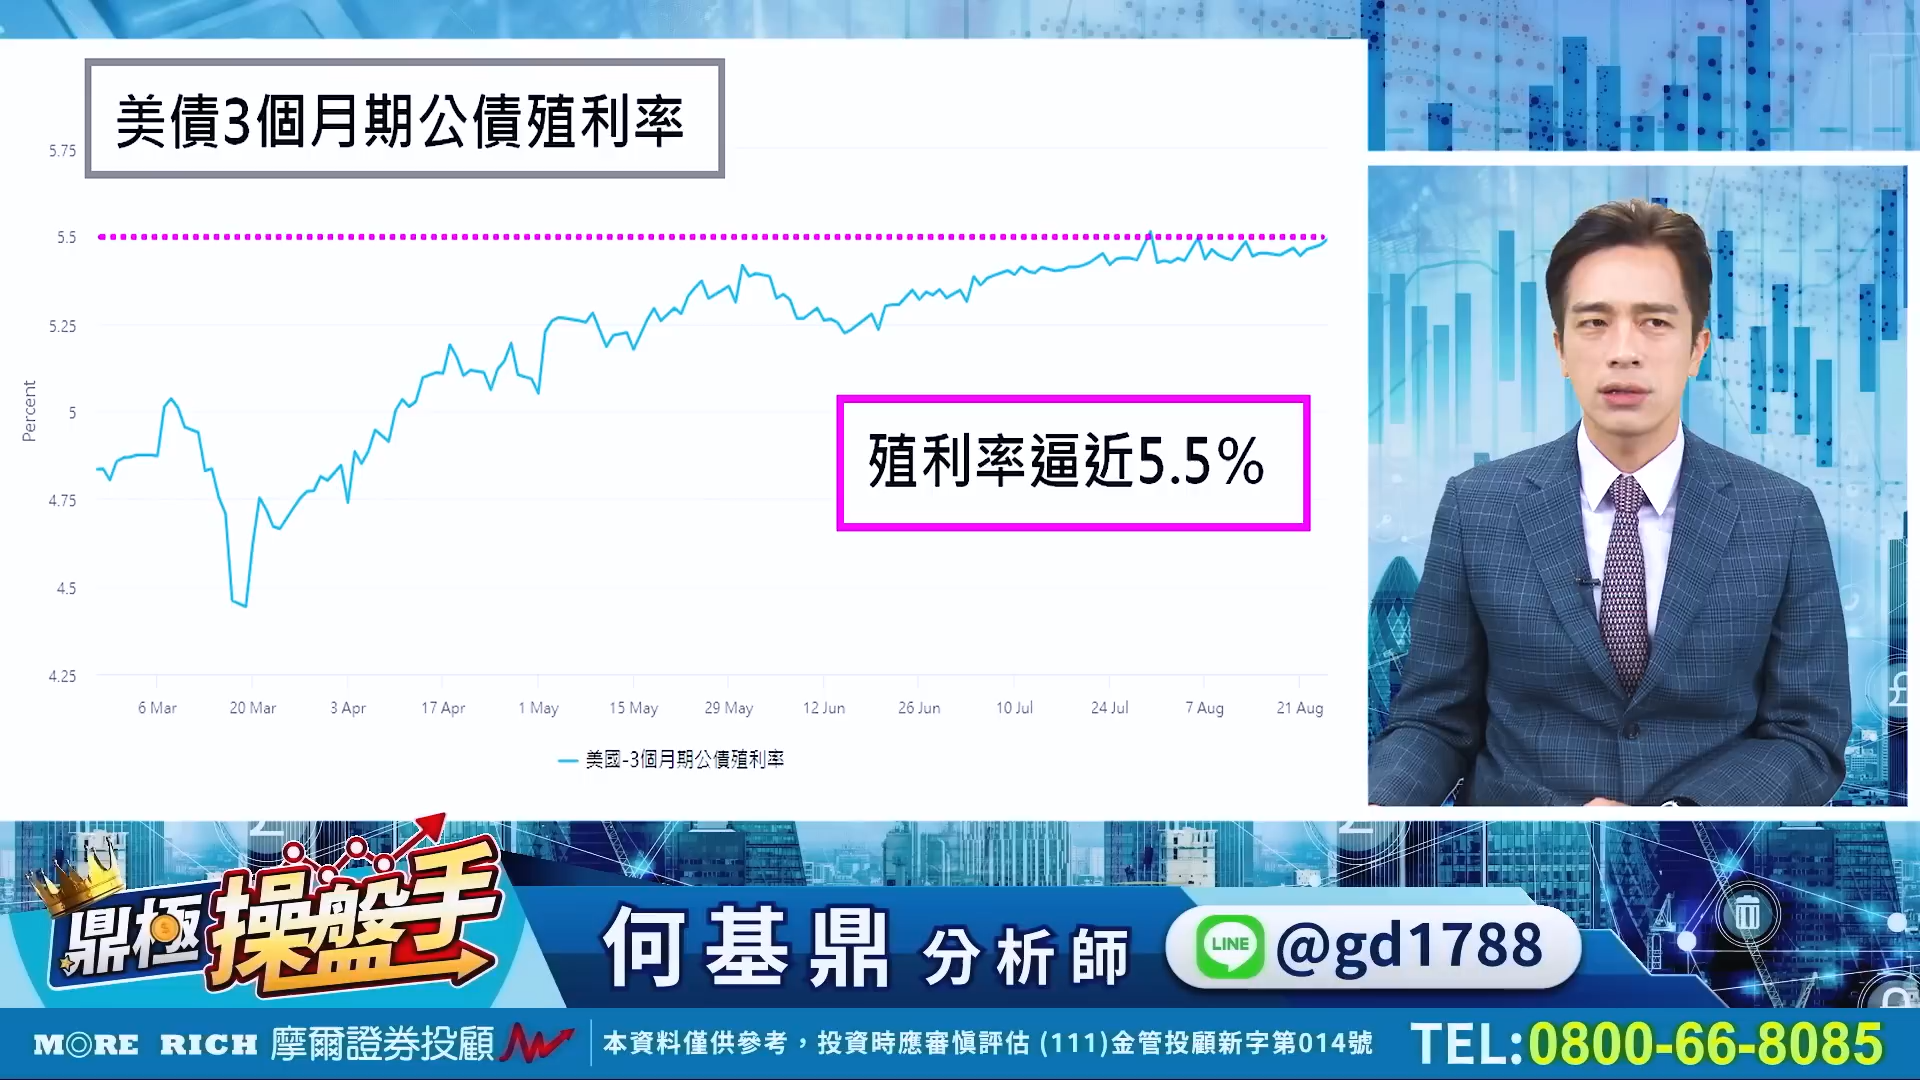 美債3個月期公債殖利率
5.75
5.5
5.25
5
4.75
4.5
4.25
Percent
殖利率逼近5.5%
6 Mar 20 Mar 3 Apr 17 Apr 1 May 15 May 29 May 12 Jun 26 Jun 10 Jul 24 Jul 7 Aug 21 Aug
美國-3個月期公債殖利率
鼎極操盤手
何基鼎 分析師
LINE @gd1788
MORE RICH 摩爾證券投顧
本資料僅供參考，投資時應審慎評估 (111)金管投顧新字第014號
TEL:0800-66-8085